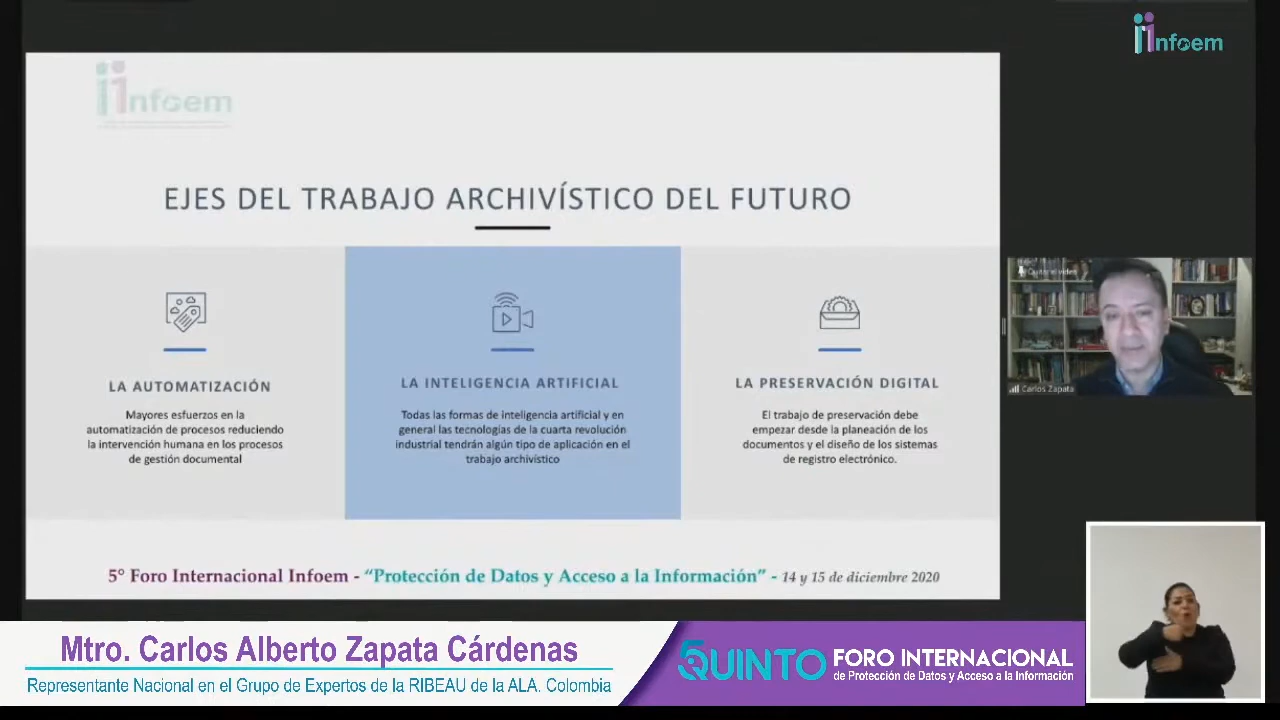 infoem
infoem
EJES DEL TRABAJO ARCHIVÍSTICO DEL FUTURO
LA AUTOMATIZACIÓN
Mayores esfuerzos en la
automatización de procesos reduciendo
la intervención humana en los procesos
de gestión documental
LA INTELIGENCIA ARTIFICIAL
Todas las formas de inteligencia artificial y en
general las tecnologías de la cuarta revolución
industrial tendrán algún tipo de aplicación en el
trabajo archivístico
LA PRESERVACIÓN DIGITAL
El trabajo de preservación debe
empezar desde la planeación de los
documentos y el diseño de los sistemas
de registro electrónico.
Carlos Zapata
5° Foro Internacional Infoem - “Protección de Datos y Acceso a la Información” - 14 y 15 de diciembre 2020
Mtro. Carlos Alberto Zapata Cárdenas
Representante Nacional en el Grupo de Expertos de la RIBEAU de la ALA. Colombia
QUINTO
FORO INTERNACIONAL
de Protección de Datos y Acceso a la Información